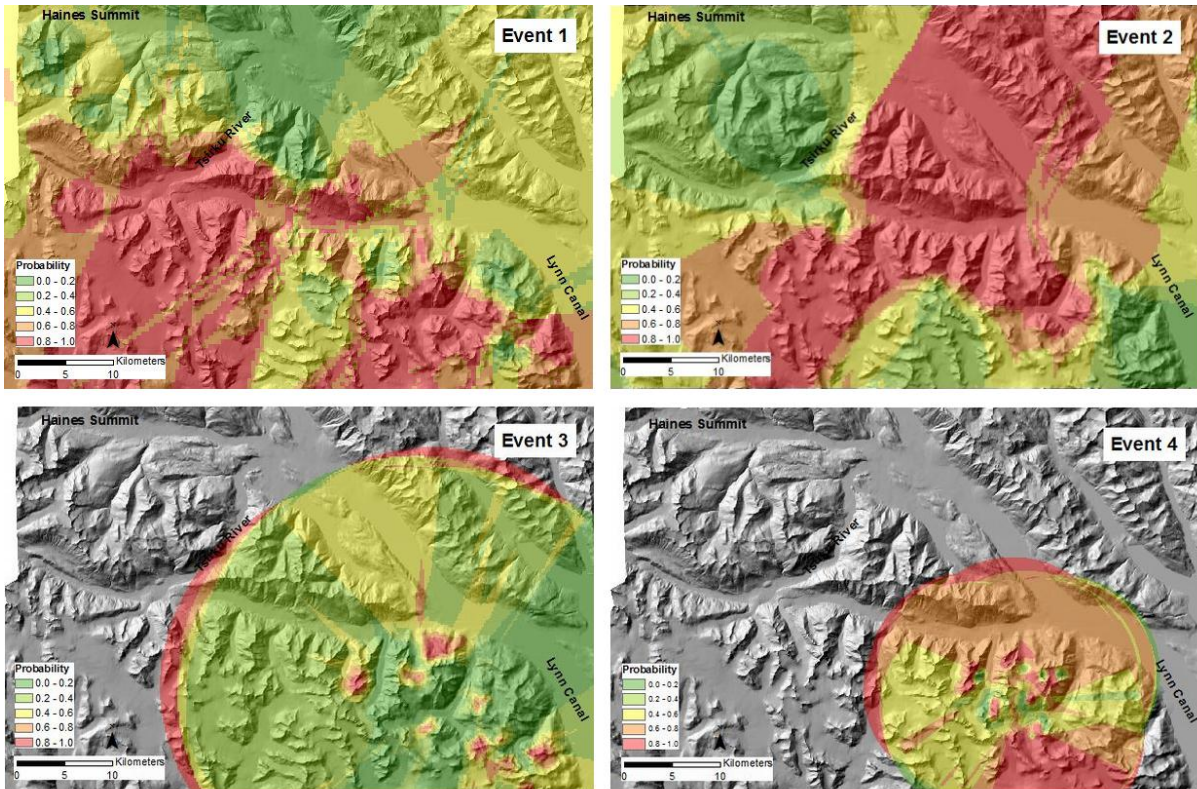 Haines Summit
Event 1
Tsirku River
Lynn Canal
Probability
0.0 - 0.2
0.2 - 0.4
0.4 - 0.6
0.6 - 0.8
0.8 - 1.0
Kilometers
0 5 10
Haines Summit
Event 2
Tsirku River
Lynn Canal
Probability
0.0 - 0.2
0.2 - 0.4
0.4 - 0.6
0.6 - 0.8
0.8 - 1.0
Kilometers
0 5 10
Haines Summit
Event 3
Tsirku River
Lynn Canal
Probability
0.0 - 0.2
0.2 - 0.4
0.4 - 0.6
0.6 - 0.8
0.8 - 1.0
Kilometers
0 5 10
Haines Summit
Event 4
Tsirku River
Lynn Canal
Probability
0.0 - 0.2
0.2 - 0.4
0.4 - 0.6
0.6 - 0.8
0.8 - 1.0
Kilometers
0 5 10